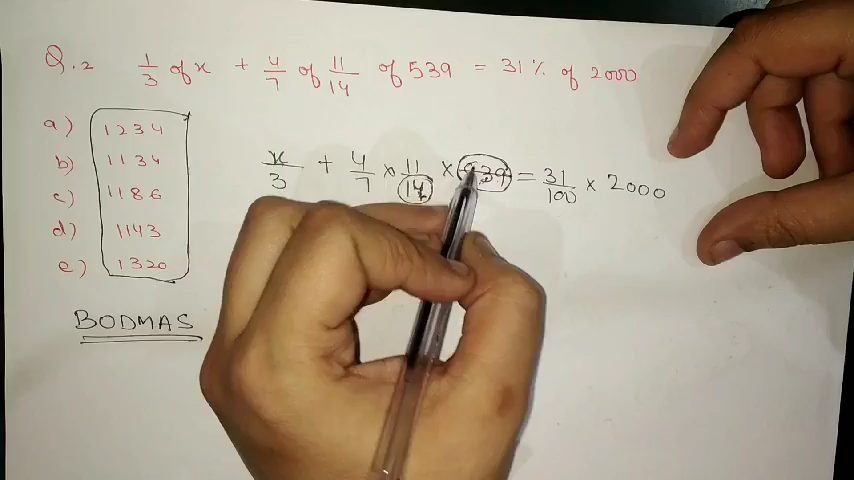 Q.2 1/3 of x + 4/7 of 11/14 of 539 = 31% of 2000
a) 1234
b) 1134
c) 1186
d) 1143
e) 1320
x/3 + 4/7 × 11/14 × 539 = 31/100 × 2000
BODMAS